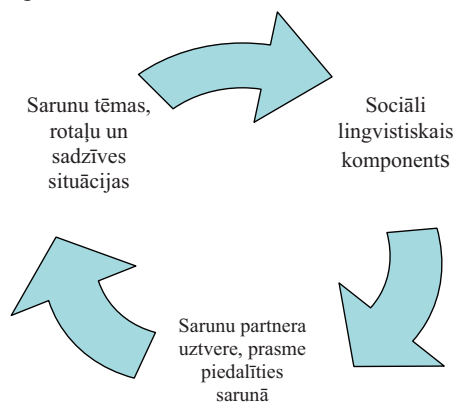 Sarunu tēmas,
rotaļu un
sadzīves
situācijas
Sociāli
lingvistiskais
komponents
Sarunu partnera
uztvere, prasme
piedalīties
sarunā